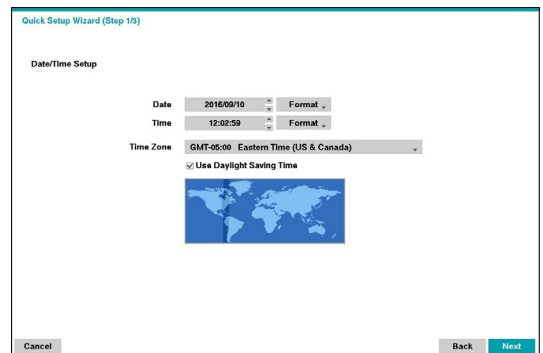 Quick Setup Wizard (Step 1/3)
Date/Time Setup
Date 2016/09/10 Format
Time 12:02:59 Format
Time Zone GMT-05:00 Eastern Time (US & Canada)
Use Daylight Saving Time
Cancel Back Next